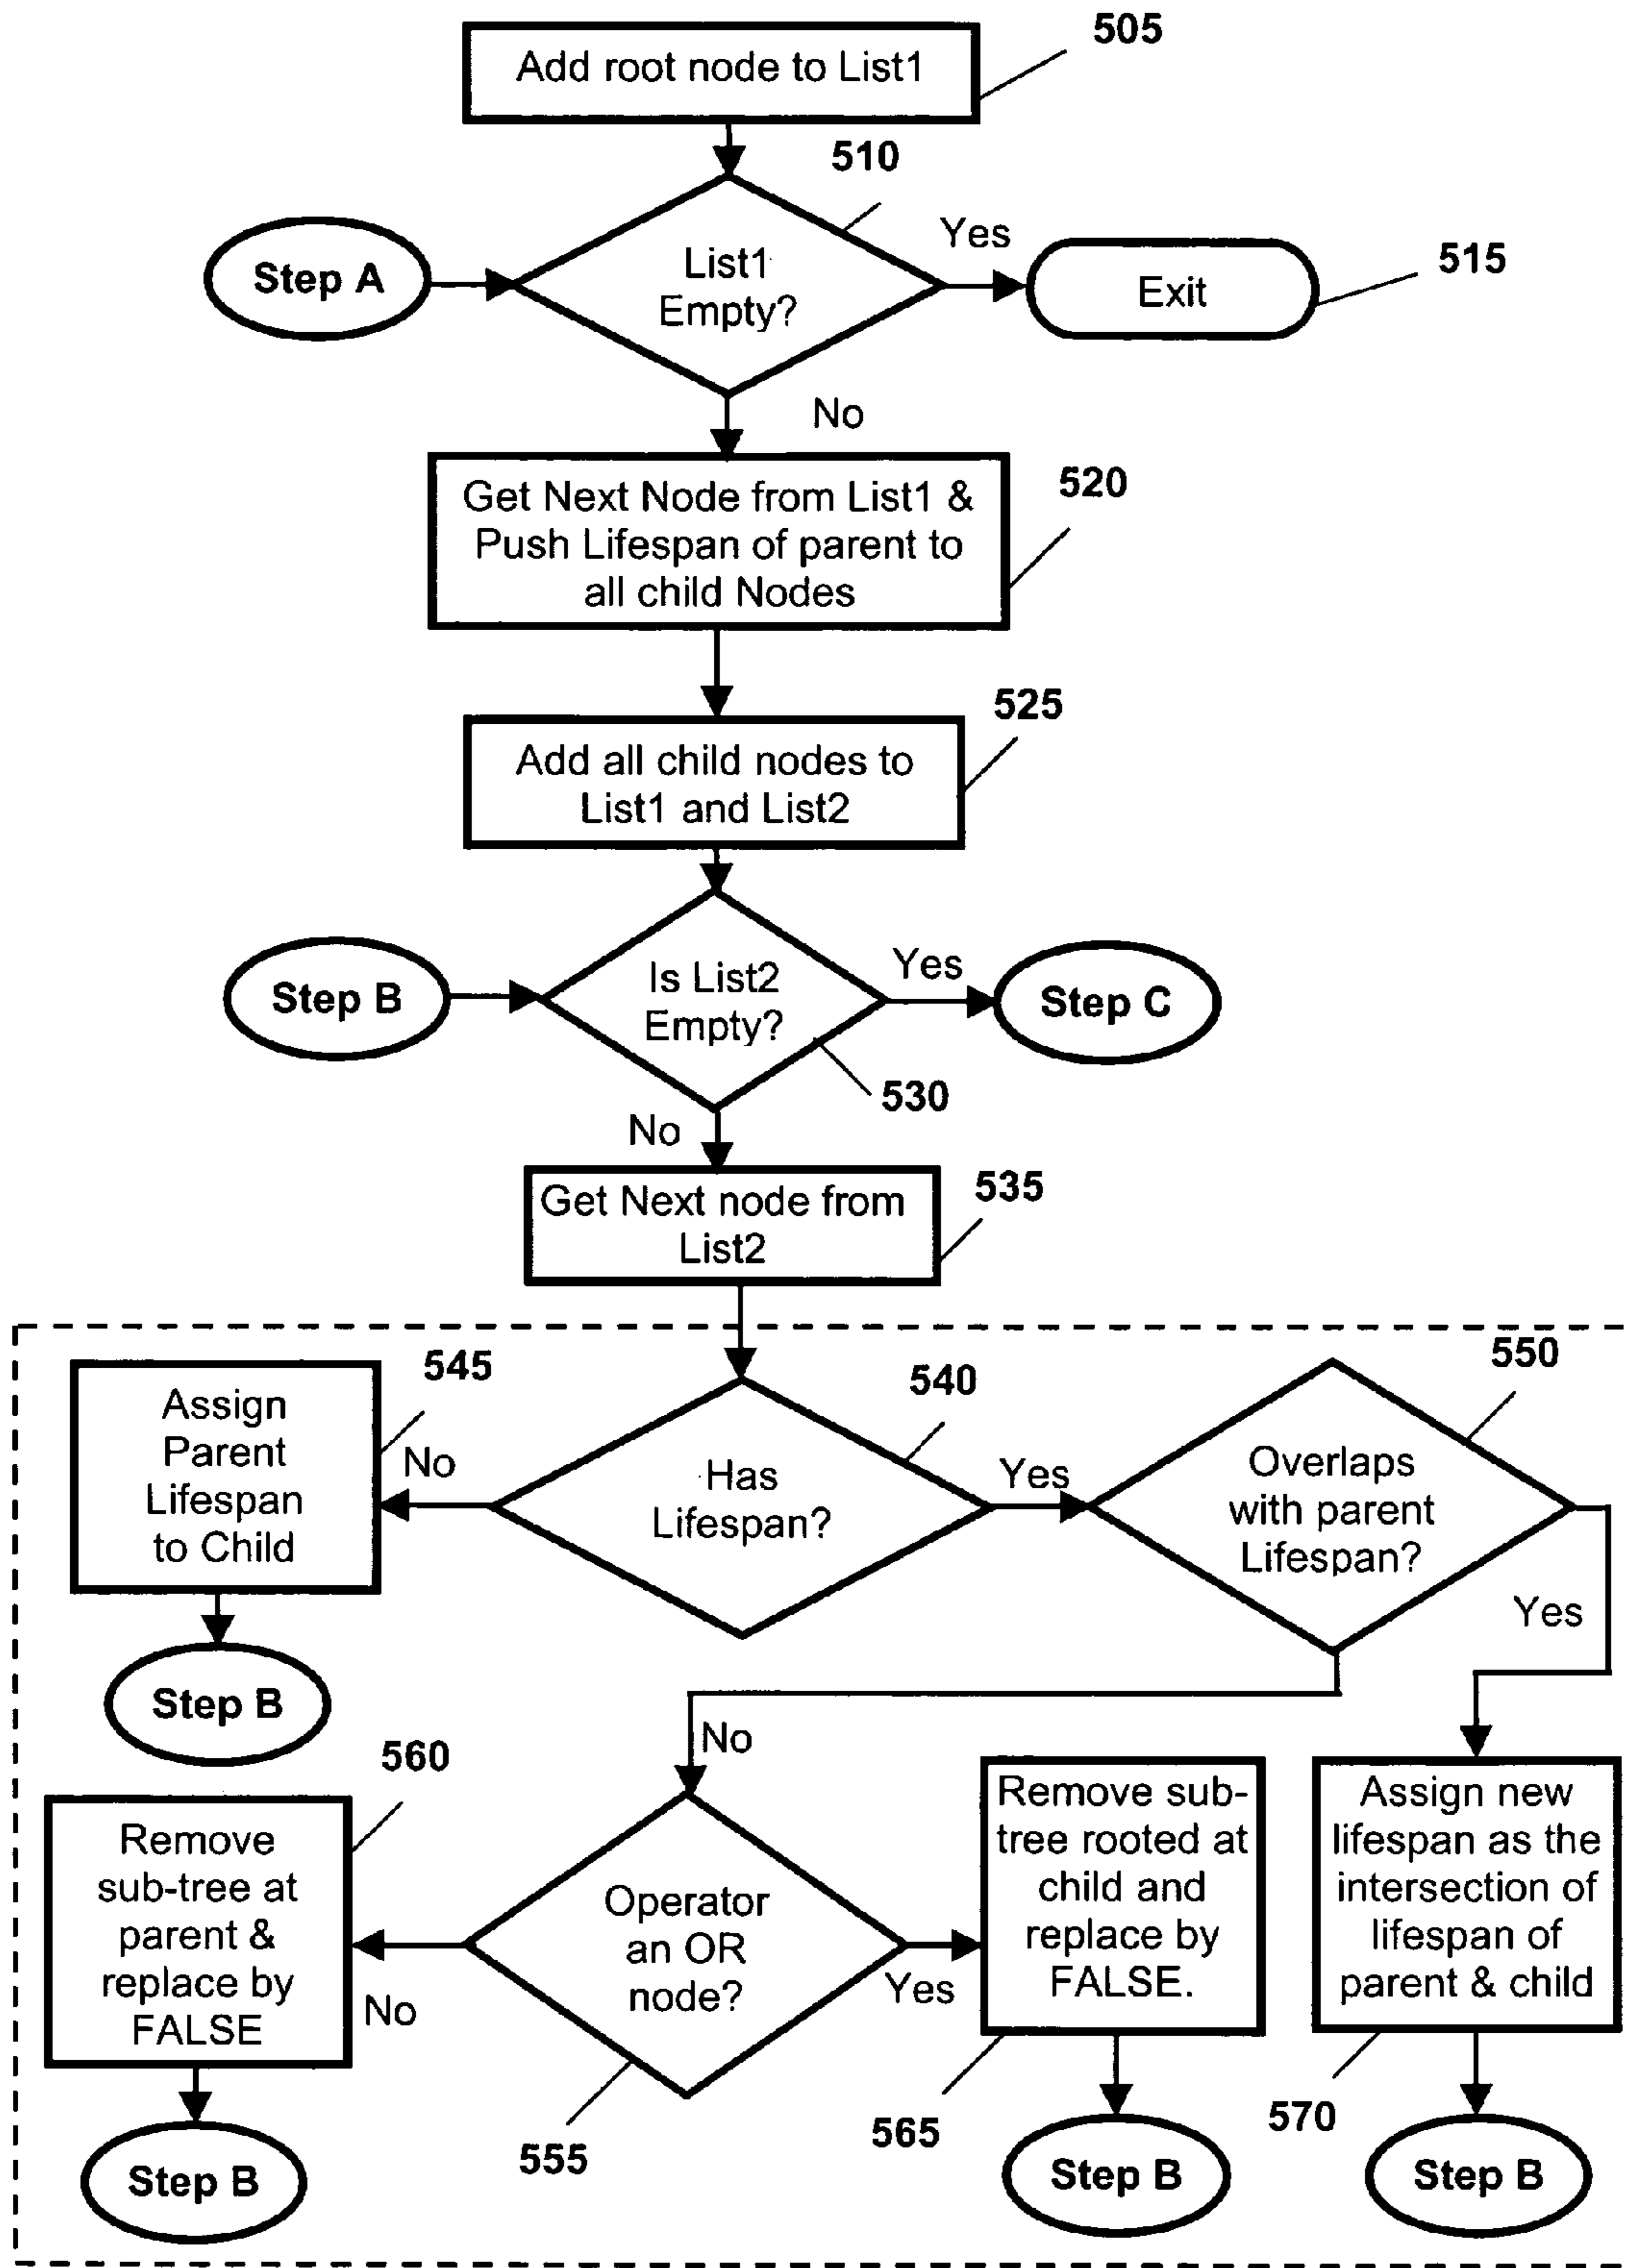 505
Add root node to List1
510
Yes
Step A
List1
Empty?
Exit
515
No
Get Next Node from List1 &
Push Lifespan of parent to
all child Nodes
520
525
Add all child nodes to
List1 and List2
Step B
Is List2
Empty?
Yes
Step C
530
No
Get Next node from
List2
535
545
Assign
Parent
Lifespan
to Child
No
540
Has
Lifespan?
Yes
550
Overlaps
with parent
Lifespan?
Yes
Step B
No
560
Remove
sub-tree at
parent &
replace by
FALSE
No
Operator
an OR
node?
Yes
Remove sub-
tree rooted at
child and
replace by
FALSE.
Assign new
lifespan as the
intersection of
lifespan of
parent & child
555
565
570
Step B
Step B
Step B